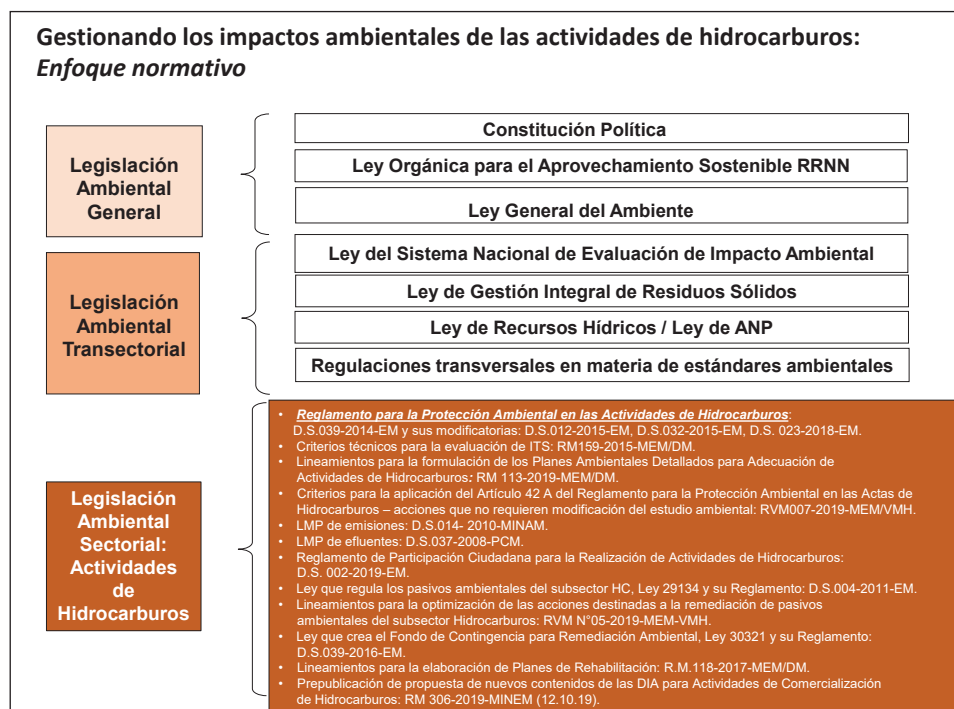 Gestionando los impactos ambientales de las actividades de hidrocarburos:
Enfoque normativo
Legislación
Ambiental
General
Constitución Política
Ley Orgánica para el Aprovechamiento Sostenible RRNN
Ley General del Ambiente
Legislación
Ambiental
Transectorial
Ley del Sistema Nacional de Evaluación de Impacto Ambiental
Ley de Gestión Integral de Residuos Sólidos
Ley de Recursos Hídricos / Ley de ANP
Regulaciones transversales en materia de estándares ambientales
Legislación
Ambiental
Sectorial:
Actividades
de
Hidrocarburos
• Reglamento para la Protección Ambiental en las Actividades de Hidrocarburos:
D.S.039-2014-EM y sus modificatorias: D.S.012-2015-EM, D.S.032-2015-EM, D.S. 023-2018-EM.
• Criterios técnicos para la evaluación de ITS: RM159-2015-MEM/DM.
• Lineamientos para la formulación de los Planes Ambientales Detallados para Adecuación de
Actividades de Hidrocarburos: RM 113-2019-MEM/DM.
• Criterios para la aplicación del Artículo 42 A del Reglamento para la Protección Ambiental en las Actas de
Hidrocarburos – acciones que no requieren modificación del estudio ambiental: RVM007-2019-MEM/VMH.
• LMP de emisiones: D.S.014- 2010-MINAM.
• LMP de efluentes: D.S.037-2008-PCM.
• Reglamento de Participación Ciudadana para la Realización de Actividades de Hidrocarburos:
D.S. 002-2019-EM.
• Ley que regula los pasivos ambientales del subsector HC, Ley 29134 y su Reglamento: D.S.004-2011-EM.
• Lineamientos para la optimización de las acciones destinadas a la remediación de pasivos
ambientales del subsector Hidrocarburos: RVM N°05-2019-MEM-VMH.
• Ley que crea el Fondo de Contingencia para Remediación Ambiental, Ley 30321 y su Reglamento:
D.S.039-2016-EM.
• Lineamientos para la elaboración de Planes de Rehabilitación: R.M.118-2017-MEM/DM.
• Prepublicación de propuesta de nuevos contenidos de las DIA para Actividades de Comercialización
de Hidrocarburos: RM 306-2019-MINEM (12.10.19).